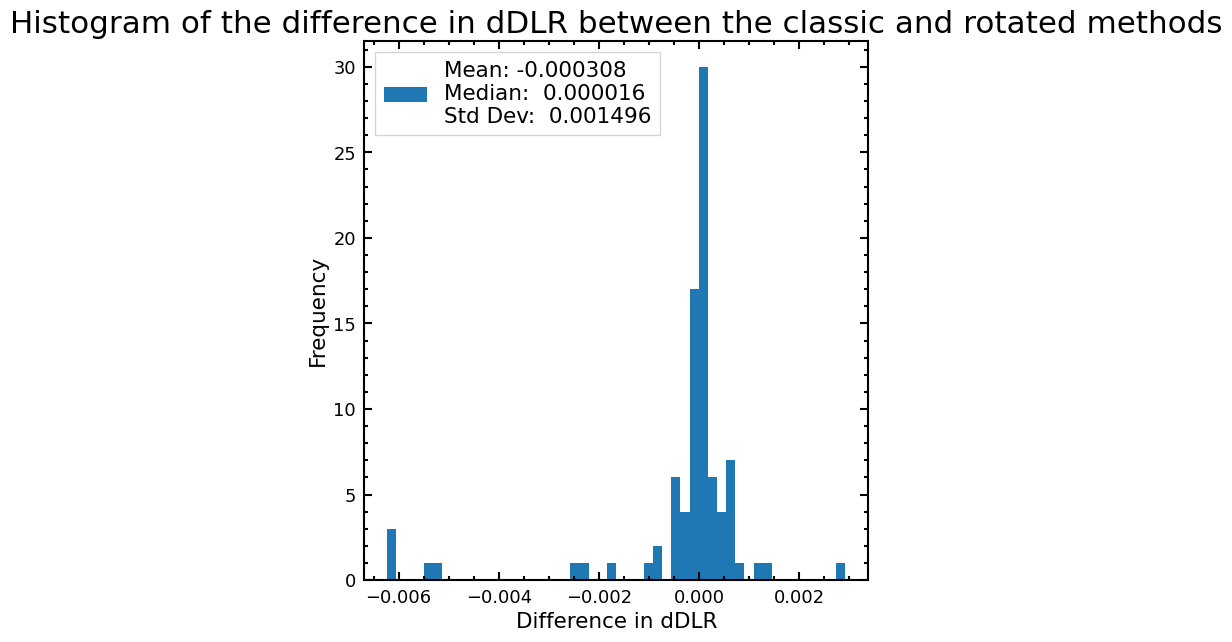 Histogram of the difference in dDLR between the classic and rotated methods
Mean: -0.000308
Median:  0.000016
Std Dev:  0.001496
30
25
20
15
10
5
0
Frequency
−0.006 −0.004 −0.002 0.000 0.002
Difference in dDLR